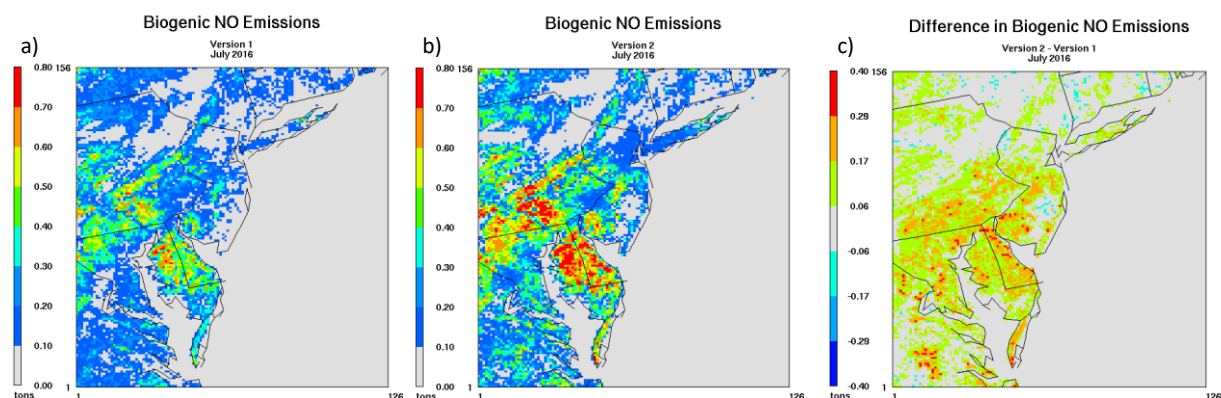 a)
Biogenic NO Emissions
Version 1
July 2016
0.80
0.70
0.60
0.50
0.40
0.30
0.20
0.10
0.00
tons
156
1
1
126
b)
Biogenic NO Emissions
Version 2
July 2016
0.80
0.70
0.60
0.50
0.40
0.30
0.20
0.10
0.00
tons
156
1
1
126
c)
Difference in Biogenic NO Emissions
Version 2 - Version 1
July 2016
0.40
0.29
0.17
0.06
-0.06
-0.17
-0.29
-0.40
tons
156
1
1
126